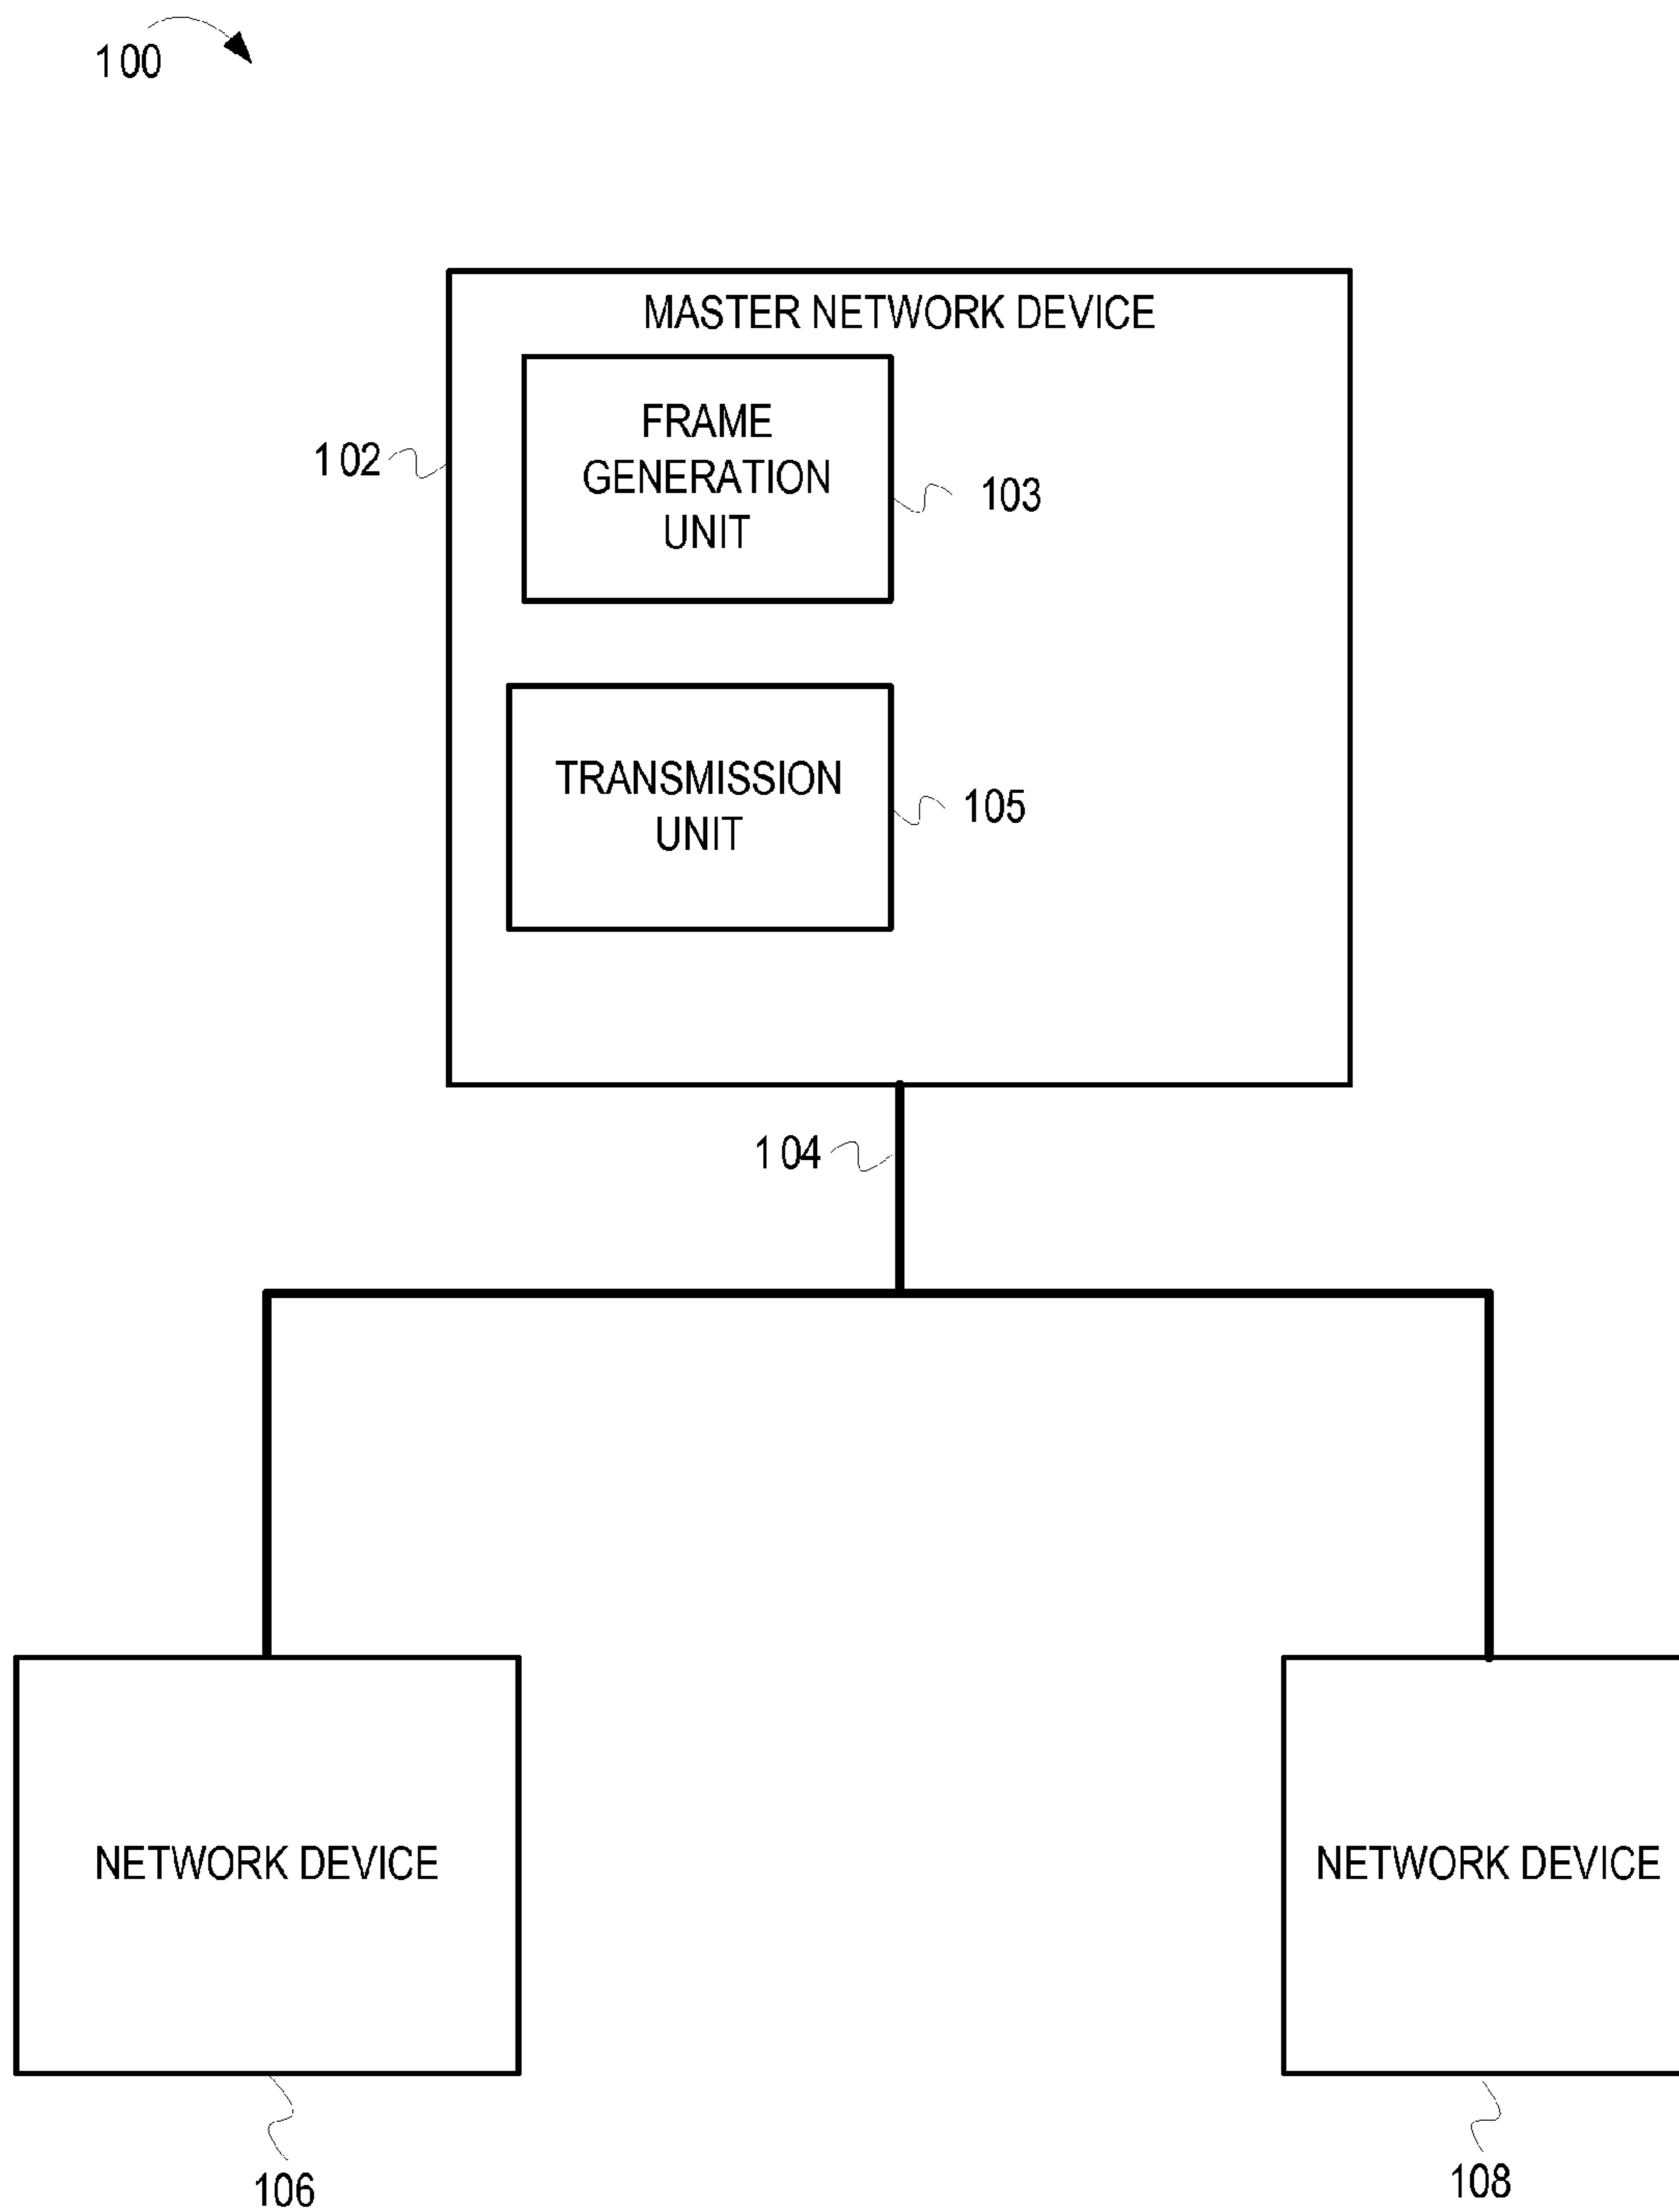 100
MASTER NETWORK DEVICE
FRAME
GENERATION
UNIT
102
103
TRANSMISSION
UNIT
105
104
NETWORK DEVICE
NETWORK DEVICE
106
108